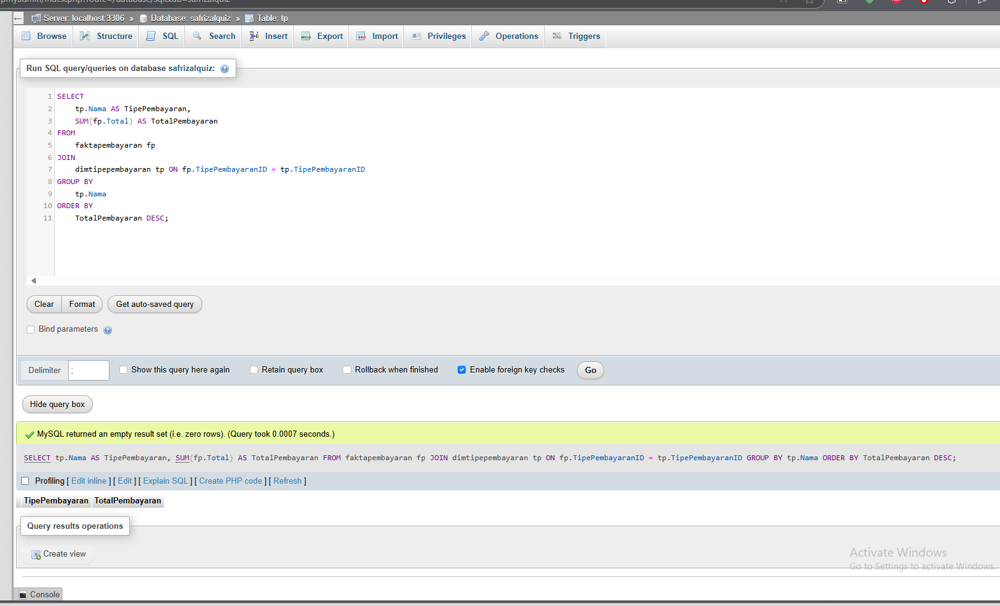 Server: localhost:3306 » Database: safrizalquiz » Table: tp
Browse Structure SQL Search Insert Export Import Privileges Operations Triggers
Run SQL query/queries on database safrizalquiz:
1 SELECT
2 tp.Nama AS TipePembayaran,
3 SUM(fp.Total) AS TotalPembayaran
4 FROM
5 faktapembayaran fp
6 JOIN
7 dimtipepembayaran tp ON fp.TipePembayaranID = tp.TipePembayaranID
8 GROUP BY
9 tp.Nama
10 ORDER BY
11 TotalPembayaran DESC;
Clear Format Get auto-saved query
Bind parameters
Delimiter ; Show this query here again Retain query box Rollback when finished Enable foreign key checks Go
Hide query box
MySQL returned an empty result set (i.e. zero rows). (Query took 0.0007 seconds.)
SELECT tp.Nama AS TipePembayaran, SUM(fp.Total) AS TotalPembayaran FROM faktapembayaran fp JOIN dimtipepembayaran tp ON fp.TipePembayaranID = tp.TipePembayaranID GROUP BY tp.Nama ORDER BY TotalPembayaran DESC;
Profiling [ Edit inline ] [ Edit ] [ Explain SQL ] [ Create PHP code ] [ Refresh ]
TipePembayaran TotalPembayaran
Query results operations
Create view
Activate Windows
Go to Settings to activate Windows.
Console